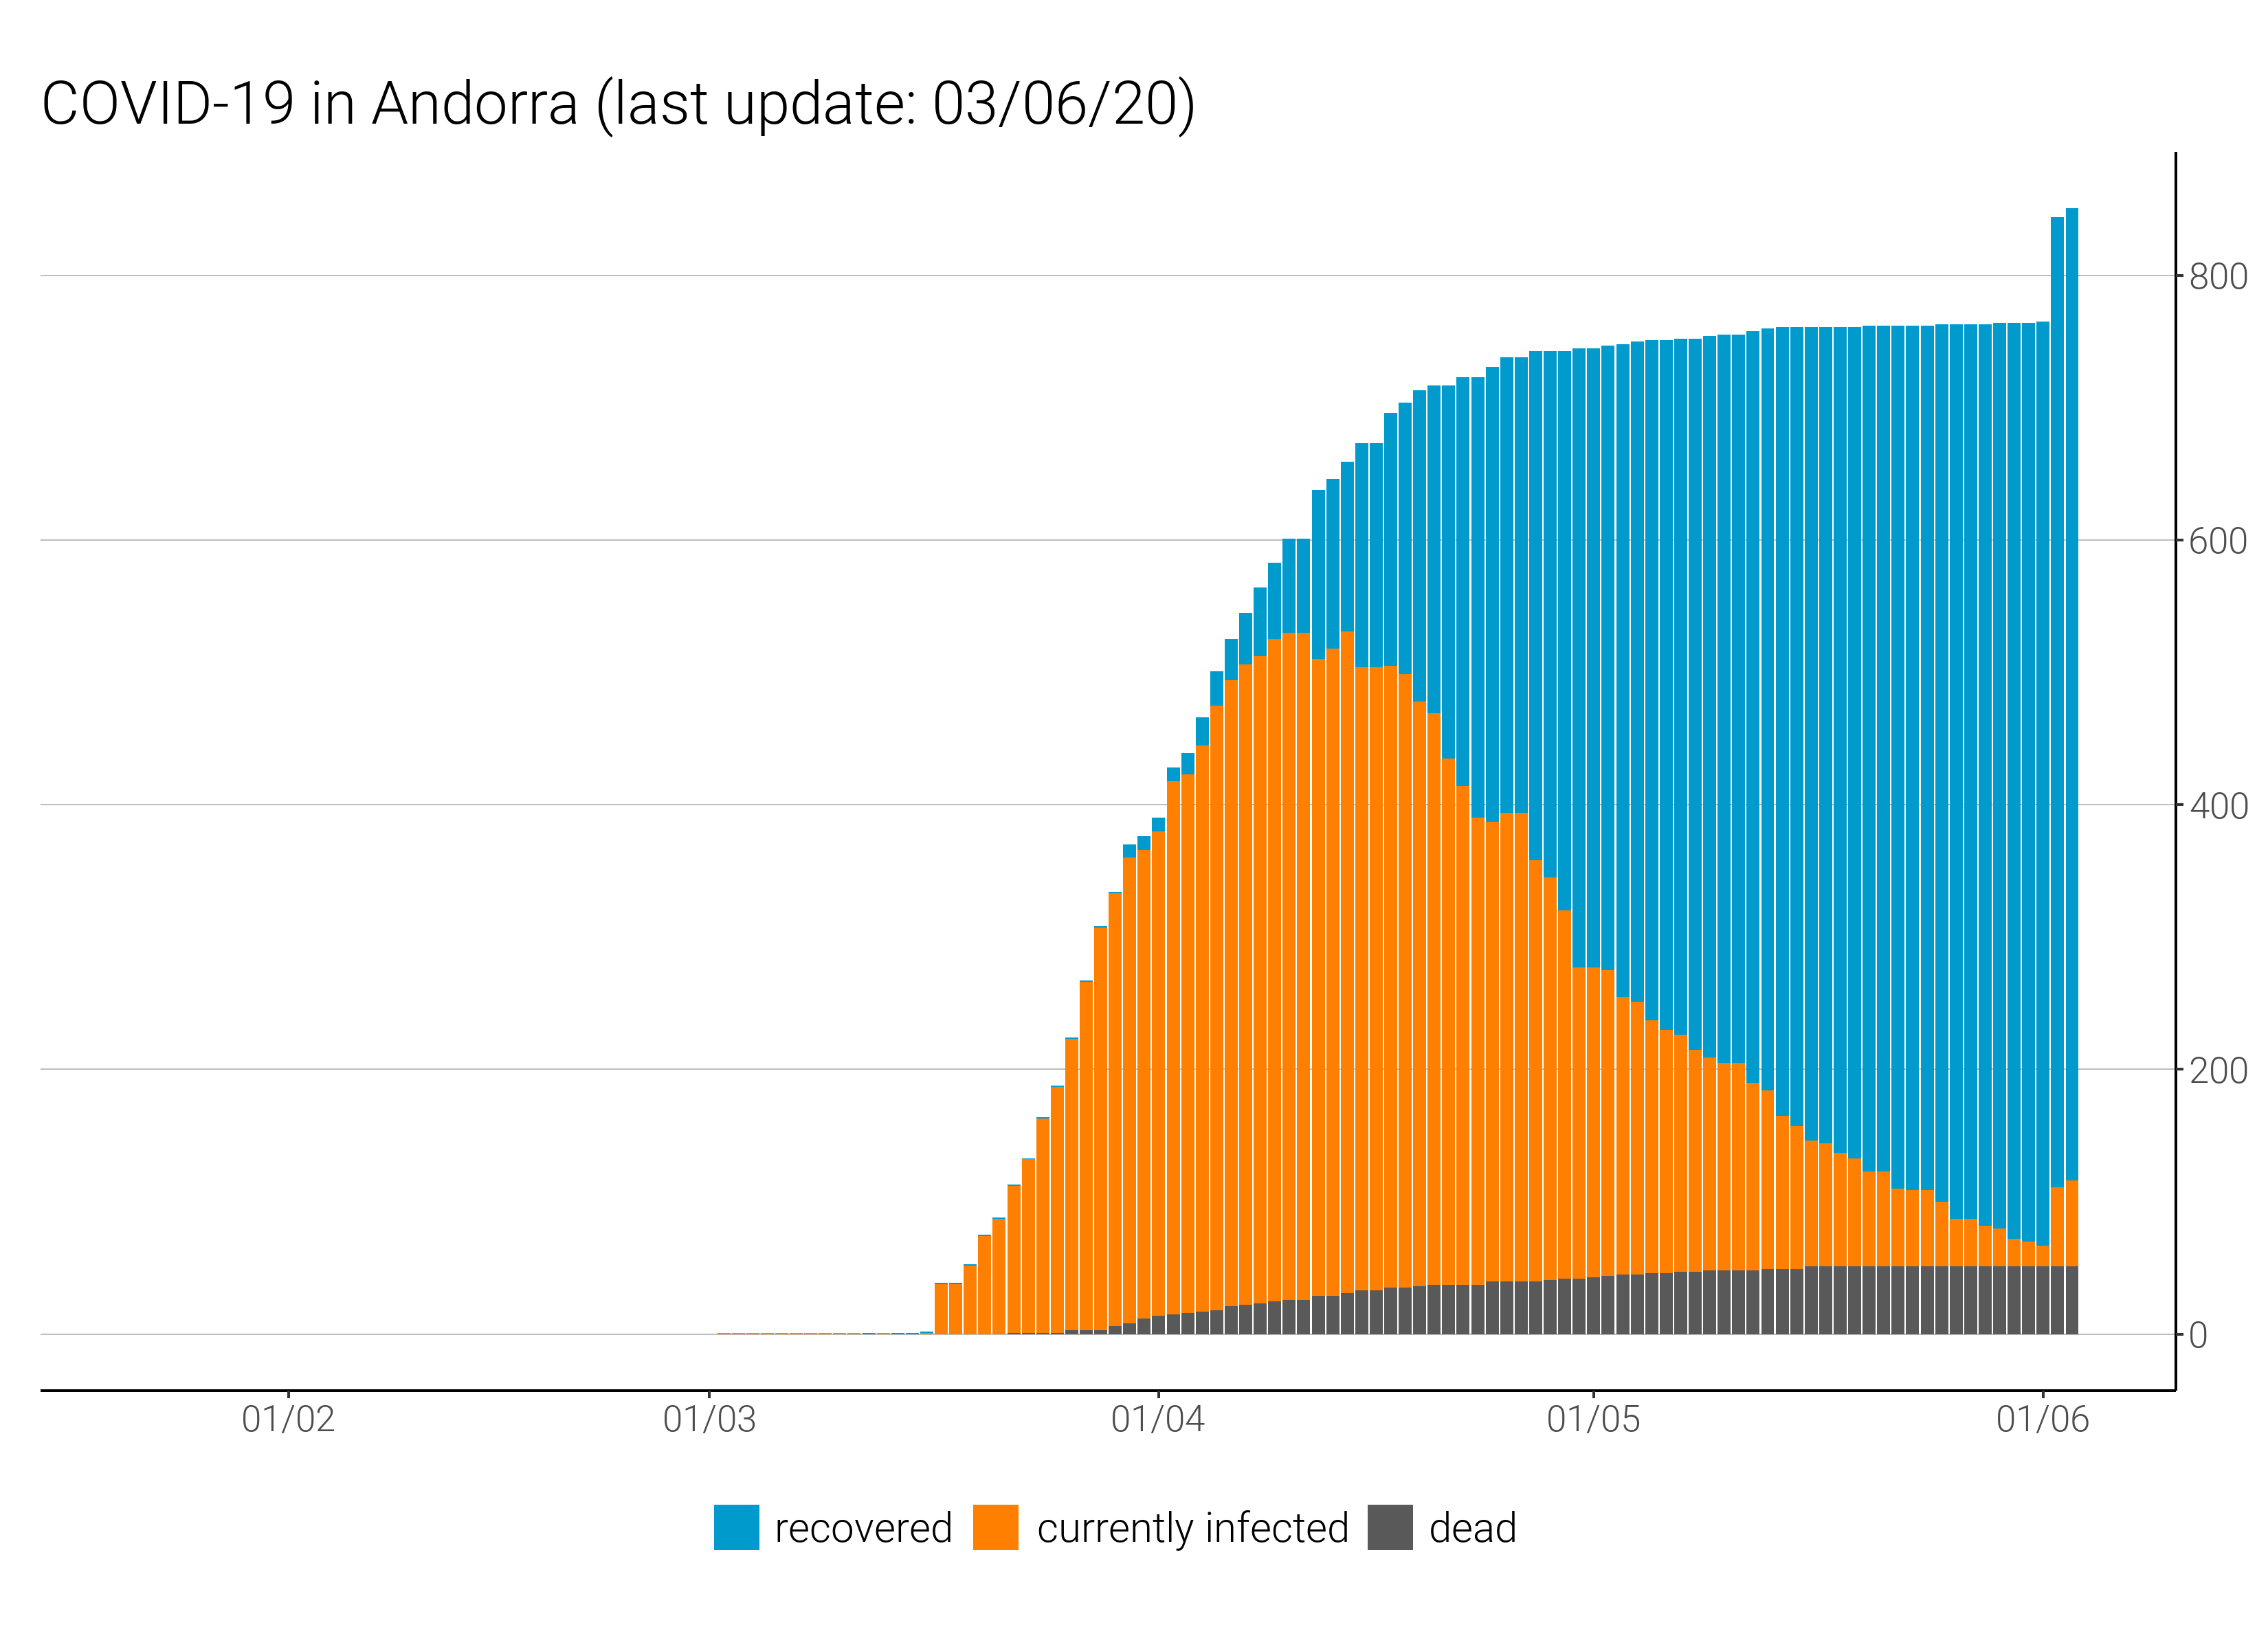 COVID-19 in Andorra (last update: 03/06/20)
800
600
400
200
0
01/02 01/03 01/04 01/05 01/06
recovered currently infected dead